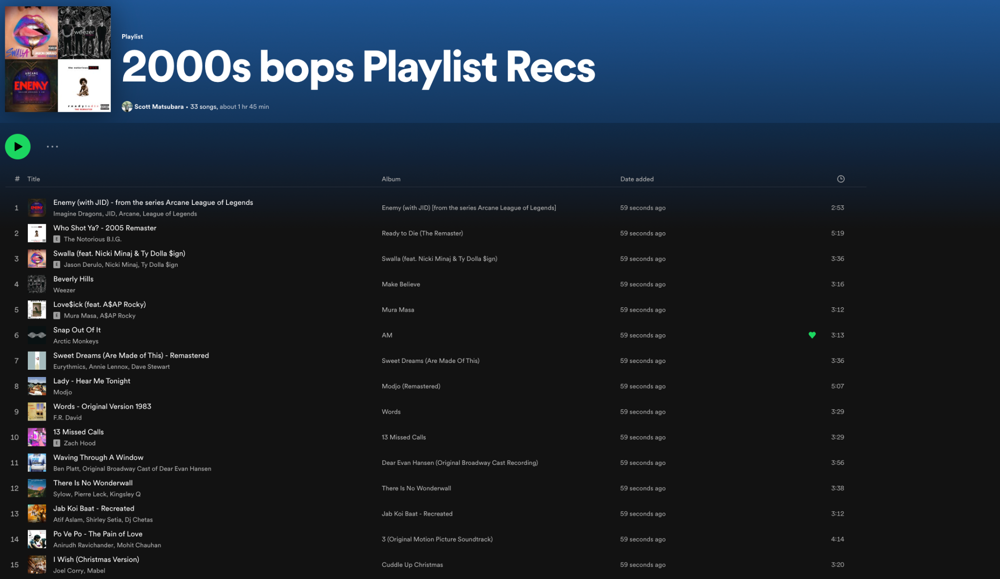 SWALLA
JASON DERULO
weezer
ARCANE
ENEMY
the notorious
ready to die
THE REMASTER
Playlist
2000s bops Playlist Recs
Scott Matsubara • 33 songs, about 1 hr 45 min
# Title Album Date added
1 Enemy (with JID) - from the series Arcane League of Legends
Imagine Dragons, JID, Arcane, League of Legends
Enemy (with JID) [from the series Arcane League of Legends] 59 seconds ago 2:53
2 Who Shot Ya? - 2005 Remaster
E The Notorious B.I.G.
Ready to Die (The Remaster) 59 seconds ago 5:19
3 Swalla (feat. Nicki Minaj & Ty Dolla $ign)
E Jason Derulo, Nicki Minaj, Ty Dolla $ign
Swalla (feat. Nicki Minaj & Ty Dolla $ign) 59 seconds ago 3:36
4 Beverly Hills
Weezer
Make Believe 59 seconds ago 3:16
5 Love$ick (feat. A$AP Rocky)
E Mura Masa, A$AP Rocky
Mura Masa 59 seconds ago 3:12
6 Snap Out Of It
Arctic Monkeys
AM 59 seconds ago 3:13
7 Sweet Dreams (Are Made of This) - Remastered
Eurythmics, Annie Lennox, Dave Stewart
Sweet Dreams (Are Made Of This) 59 seconds ago 3:36
8 Lady - Hear Me Tonight
Modjo
Modjo (Remastered) 59 seconds ago 5:07
9 Words - Original Version 1983
F.R. David
Words 59 seconds ago 3:29
10 13 Missed Calls
E Zach Hood
13 Missed Calls 59 seconds ago 3:29
11 Waving Through A Window
Ben Platt, Original Broadway Cast of Dear Evan Hansen
Dear Evan Hansen (Original Broadway Cast Recording) 59 seconds ago 3:56
12 There Is No Wonderwall
Sylow, Pierre Leck, Kingsley Q
There Is No Wonderwall 59 seconds ago 3:38
13 Jab Koi Baat - Recreated
Atif Aslam, Shirley Setia, Dj Chetas
Jab Koi Baat - Recreated 59 seconds ago 3:12
14 Po Ve Po - The Pain of Love
Anirudh Ravichander, Mohit Chauhan
3 (Original Motion Picture Soundtrack) 59 seconds ago 4:14
15 I Wish (Christmas Version)
Joel Corry, Mabel
Cuddle Up Christmas 59 seconds ago 3:20